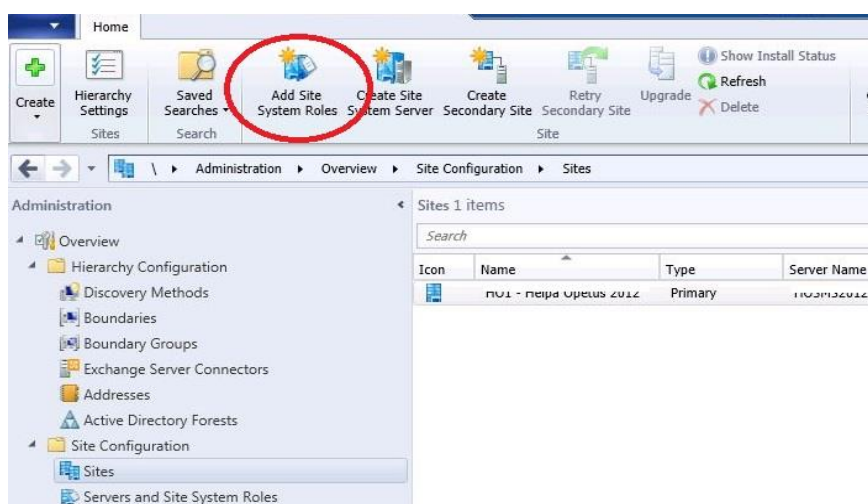 Home
Create
Hierarchy Settings
Saved Searches
Add Site System Roles
Create Site System Server
Create Secondary Site
Retry Secondary Site
Upgrade
Show Install Status
Refresh
Delete
Sites
Search
Site
\ Administration Overview Site Configuration Sites
Administration
Sites 1 items
Overview
Search
Hierarchy Configuration
Icon Name Type Server Name
Discovery Methods
Primary
Boundaries
Boundary Groups
Exchange Server Connectors
Addresses
Active Directory Forests
Site Configuration
Sites
Servers and Site System Roles